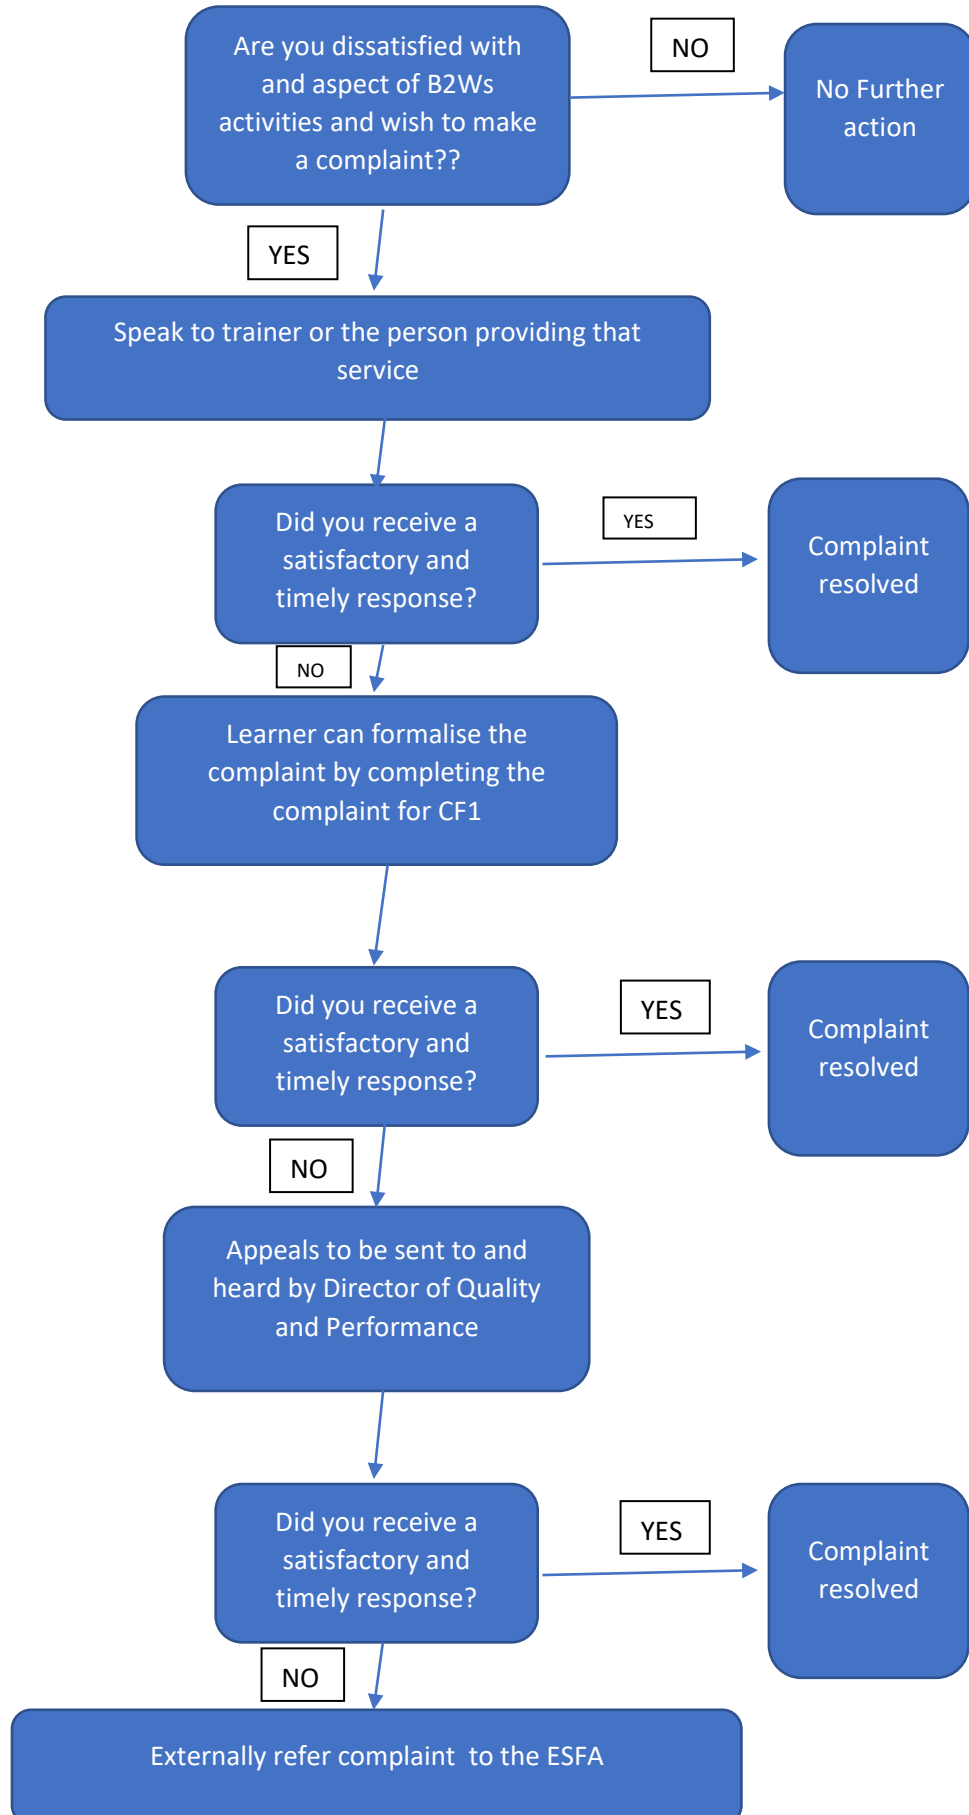 Are you dissatisfied with
and aspect of B2Ws
activities and wish to make
a complaint??
NO
No Further
action
YES
Speak to trainer or the person providing that
service
Did you receive a
satisfactory and
timely response?
YES
Complaint
resolved
NO
Learner can formalise the
complaint by completing the
complaint for CF1
Did you receive a
satisfactory and
timely response?
YES
Complaint
resolved
NO
Appeals to be sent to and
heard by Director of Quality
and Performance
Did you receive a
satisfactory and
timely response?
YES
Complaint
resolved
NO
Externally refer complaint  to the ESFA